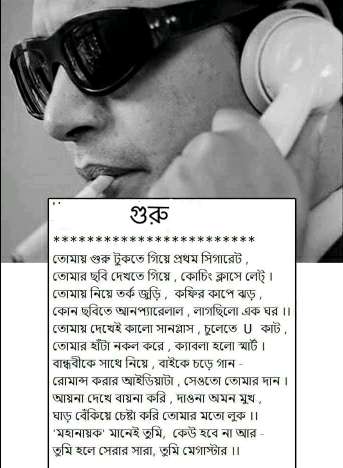 গুরু
************************
তোমায় গুরু টুকতে গিয়ে প্রথম সিগারেট ,
তোমার ছবি দেখতে গিয়ে , কোচিং ক্লাসে লেট্ ।
তোমায় নিয়ে তর্ক জুড়ি , কফির কাপে ঝড় ,
কোন ছবিতে আনপ্যারেলাল , লাগছিলো এক ঘর ।।
তোমায় দেখেই কালো সানগ্লাস , চুলেতে U কাট ,
তোমার হাঁটা নকল করে , ক্যাবলা হলো স্মার্ট ।
বান্ধবীকে সাথে নিয়ে , বাইকে চড়ে গান -
রোমান্স করার আইডিয়াটা , সেওতো তোমার দান ।
আয়না দেখে বায়না করি , দাওনা অমন মুখ ,
ঘাড় বেঁকিয়ে চেষ্টা করি তোমার মতো লুক ।।
'মহানায়ক' মানেই তুমি, কেউ হবে না আর -
তুমি হলে সেরার সারা, তুমি মেগাস্টার ।।